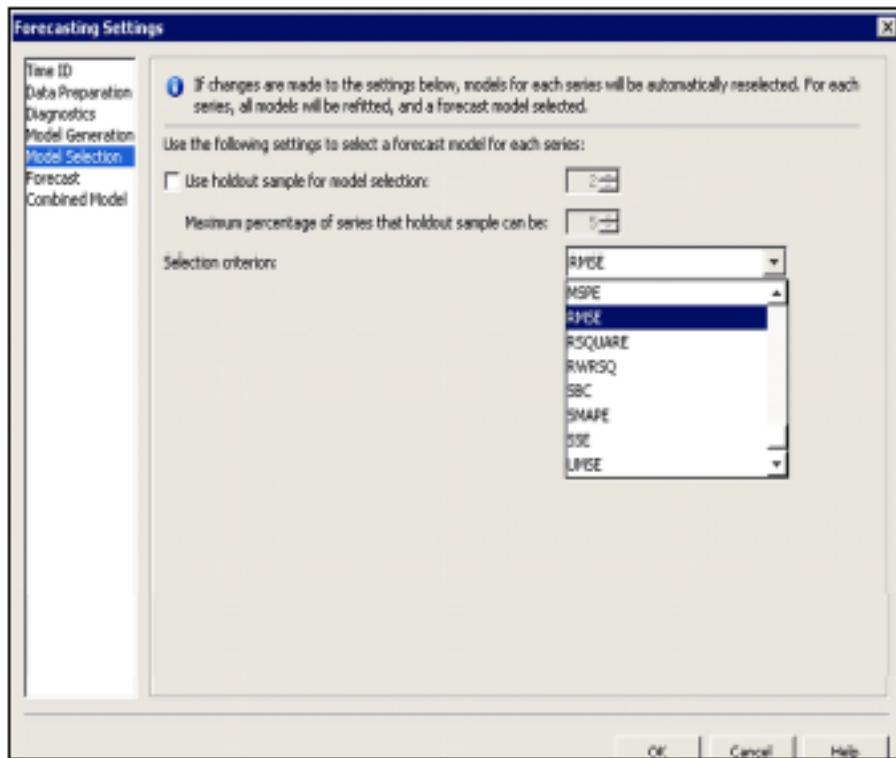 Forecasting Settings
Time ID
Data Preparation
Diagnostics
Model Generation
Model Selection
Forecast
Combined Model
If changes are made to the settings below, models for each series will be automatically reselected. For each
series, all models will be refitted, and a forecast model selected.
Use the following settings to select a forecast model for each series:
Use holdout sample for model selection: 2
Maximum percentage of series that holdout sample can be: 5
Selection criterion: RMSE
MSPE
RMSE
RSQUARE
RWRSQ
SBC
SMAPE
SSE
UMSE
OK Cancel Help